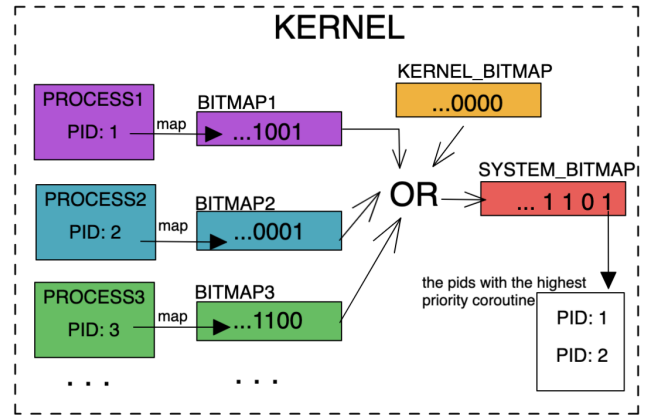 KERNEL
PROCESS1
PID: 1
map
BITMAP1
...1001
KERNEL_BITMAP
...0000
PROCESS2
PID: 2
map
BITMAP2
...0001
OR
SYSTEM_BITMAP
... 1 1 0 1
PROCESS3
PID: 3
map
BITMAP3
...1100
the pids with the highest
priority coroutine
PID: 1
PID: 2
. . .
. . .